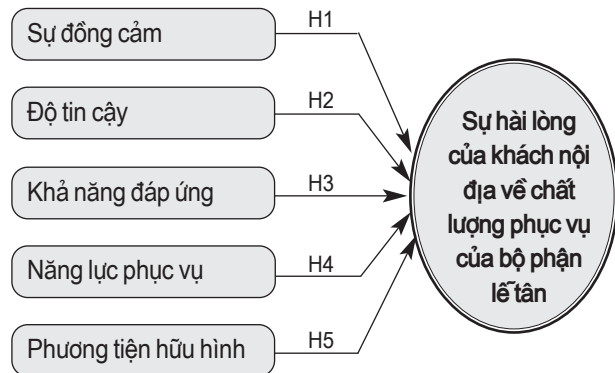 Sự đồng cảm
H1
Độ tin cậy
H2
Khả năng đáp ứng
H3
Năng lực phục vụ
H4
Phương tiện hữu hình
H5
Sự hài lòng
của khách nội
địa về chất
lượng phục vụ
của bộ phận
lễ tân